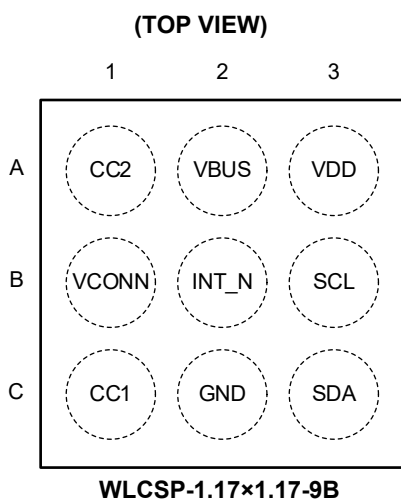 (TOP VIEW)
1 2 3
A CC2 VBUS VDD
B VCONN INT_N SCL
C CC1 GND SDA
WLCSP-1.17×1.17-9B